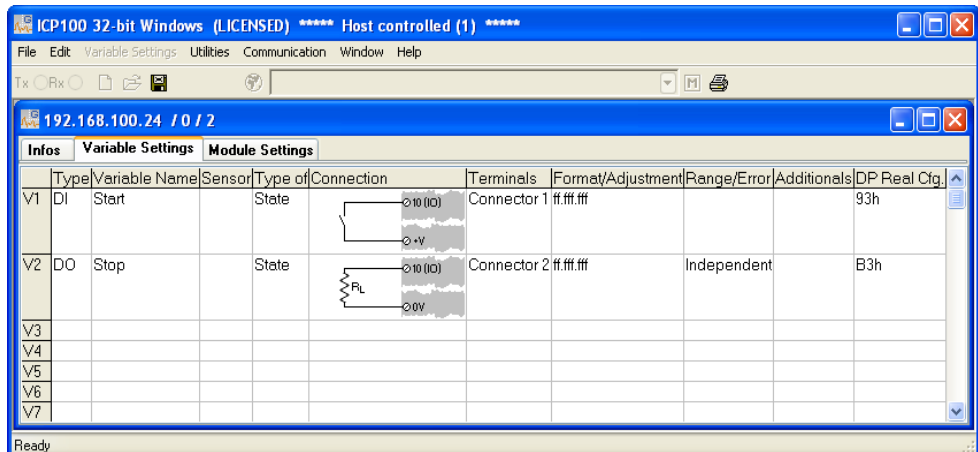 ICP100 32-bit Windows (LICENSED) ***** Host controlled (1) *****
File Edit Variable Settings Utilities Communication Window Help
Tx Rx M
192.168.100.24 / 0 / 2
Infos Variable Settings Module Settings
Type Variable Name Sensor Type of Connection Terminals Format/Adjustment Range/Error Additionals DP Real Cfg.
V1 DI Start State 10 (IO) Connector 1 ff.fff.fff 93h
+V
V2 DO Stop State 10 (IO) Connector 2 ff.fff.fff Independent B3h
RL
0V
V3
V4
V5
V6
V7
Ready